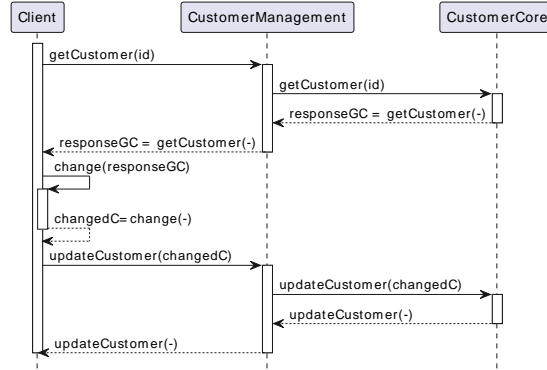 Client
CustomerManagement
CustomerCore
getCustomer(id)
getCustomer(id)
responseGC = getCustomer(-)
responseGC = getCustomer(-)
change(responseGC)
changedC=change(-)
updateCustomer(changedC)
updateCustomer(changedC)
updateCustomer(-)
updateCustomer(-)